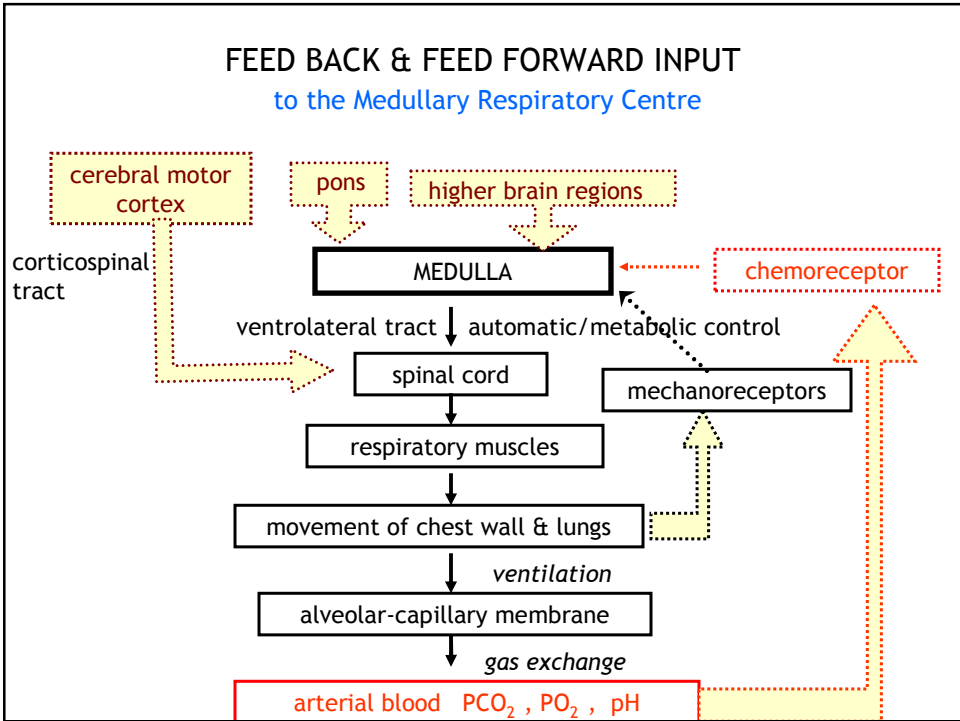 FEED BACK & FEED FORWARD INPUT
to the Medullary Respiratory Centre
cerebral motor
cortex
pons
higher brain regions
corticospinal
tract
MEDULLA
chemoreceptor
ventrolateral tract
automatic/metabolic control
spinal cord
mechanoreceptors
respiratory muscles
movement of chest wall & lungs
ventilation
alveolar-capillary membrane
gas exchange
arterial blood PCO₂ , PO₂ , pH